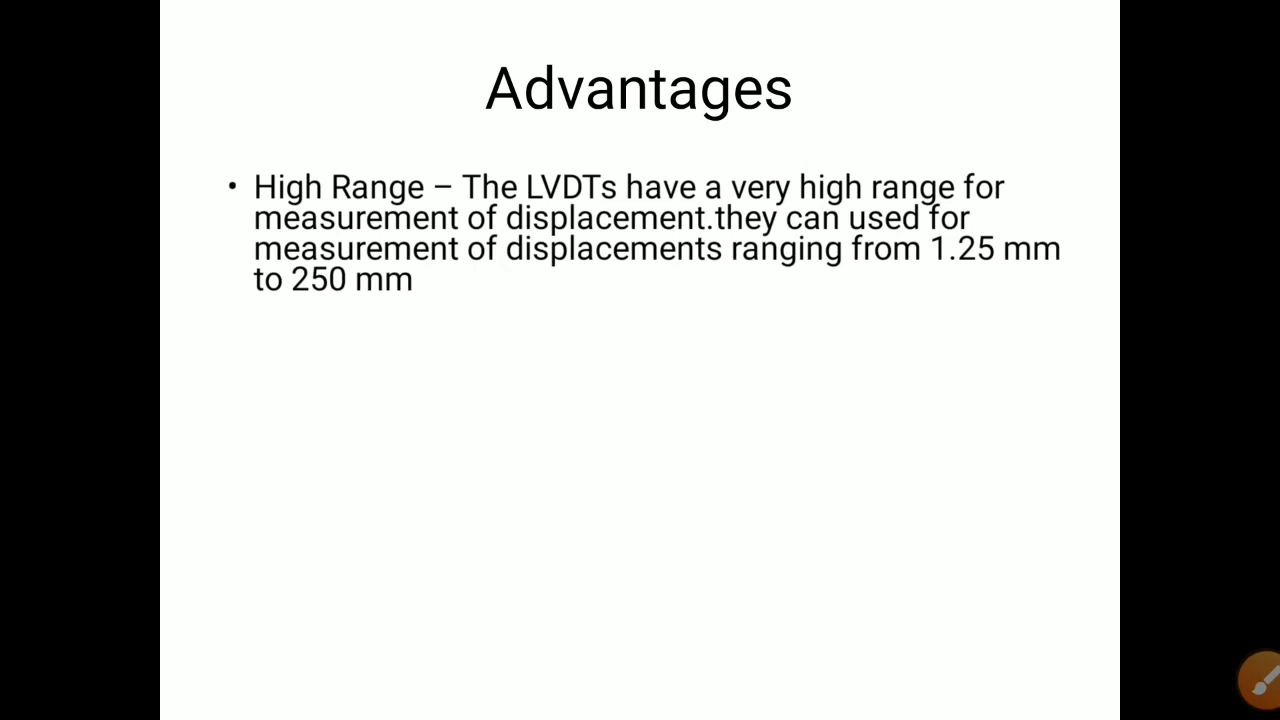 Advantages
• High Range – The LVDTs have a very high range for
measurement of displacement.they can used for
measurement of displacements ranging from 1.25 mm
to 250 mm